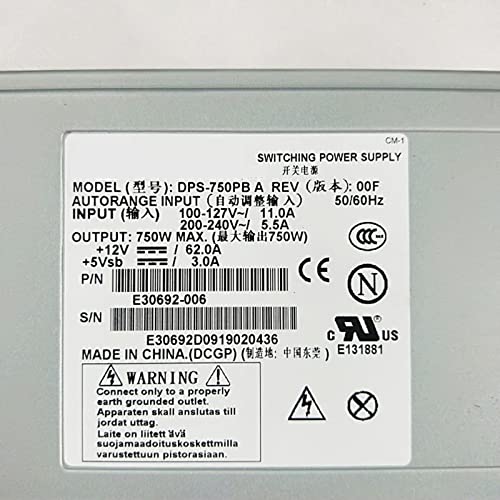 CM-1
SWITCHING POWER SUPPLY
开关电源
MODEL (型号): DPS-750PB A REV (版本): 00F
AUTORANGE INPUT (自动调整输入) 50/60Hz
INPUT (输入) 100-127V~/ 11.0A
200-240V~/ 5.5A
OUTPUT: 750W MAX. (最大输出750W)
+12V / 62.0A
+5Vsb / 3.0A
P/N
E30692-006
S/N
E30692D0919020436
CCC
CE
N
c UL US
E131881
MADE IN CHINA.(DCGP) (制造地: 中国东莞)
WARNING
Connect only to a properly
earth grounded outlet.
Apparaten skall anslutas till
jordat uttag.
Laite on liitett ävä
suojamaadoituskoskettmilla
varustettuun pistorasiaan.